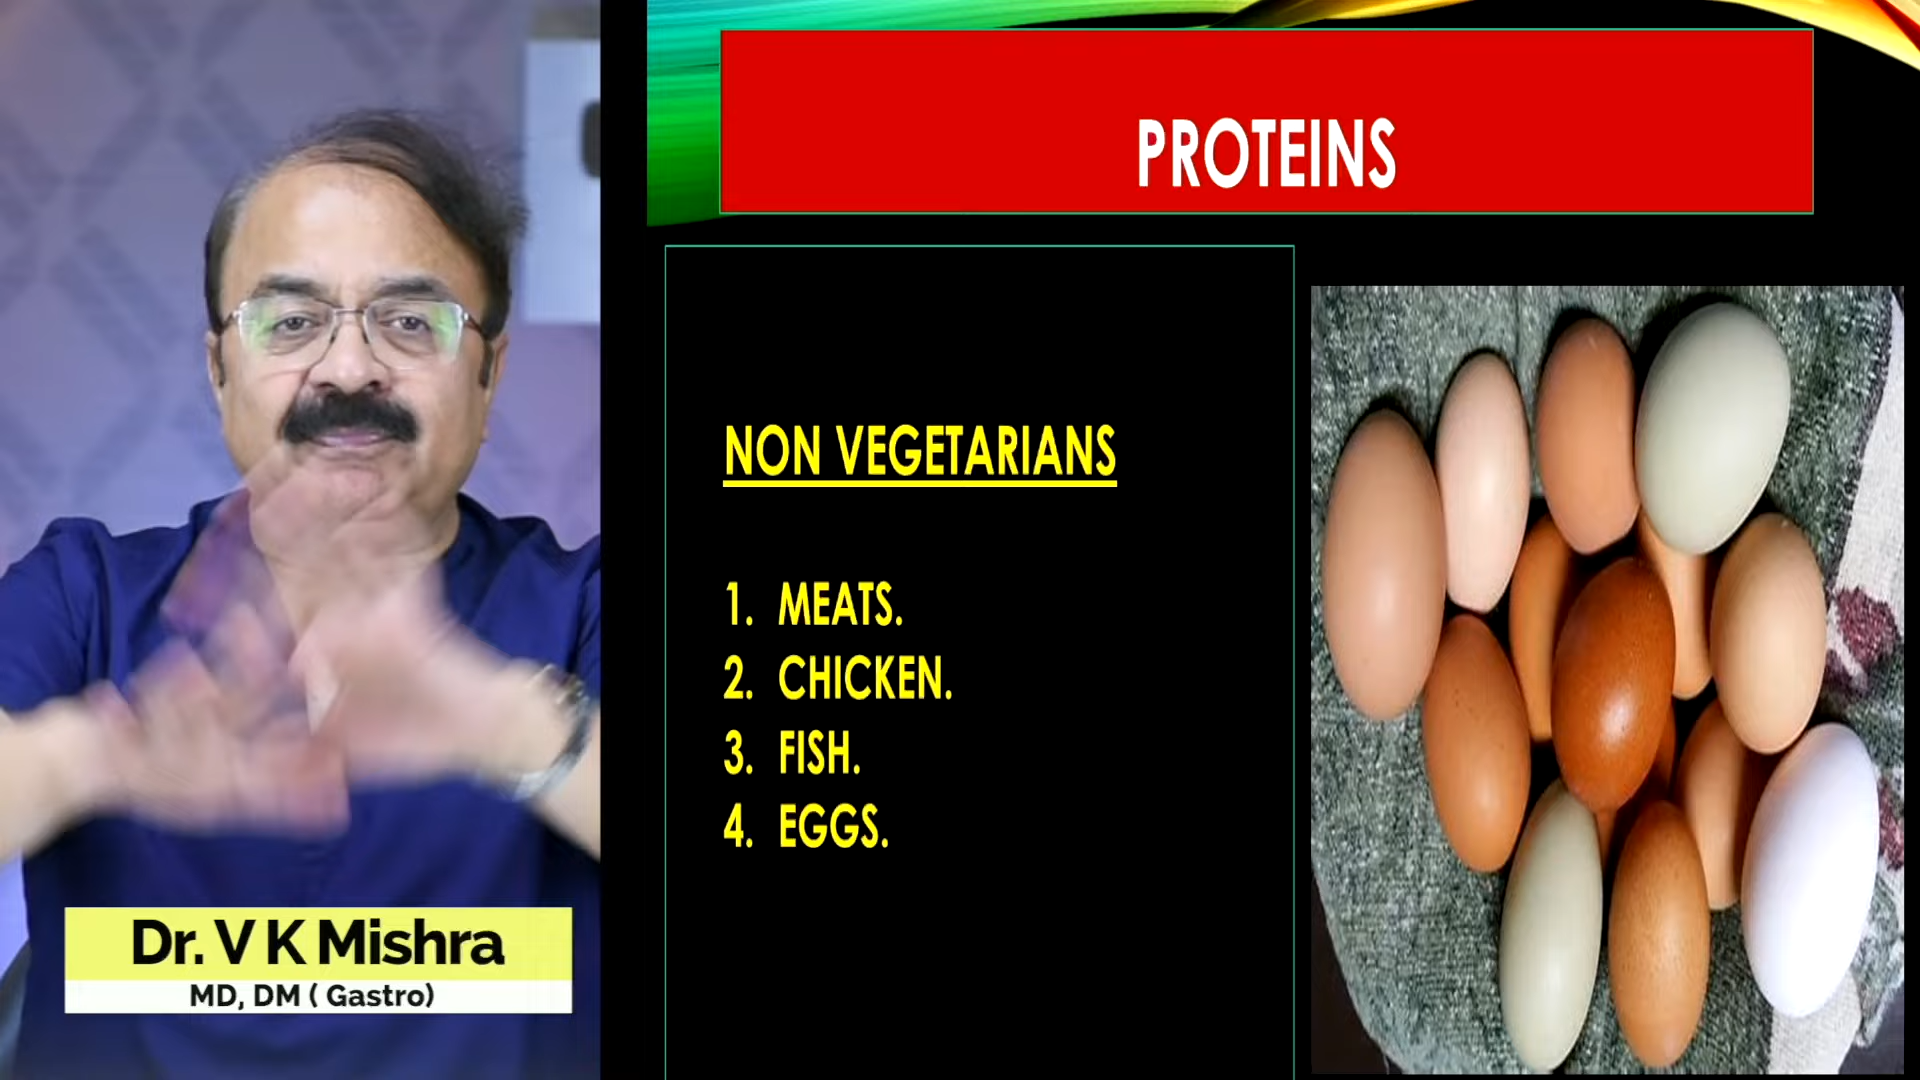 PROTEINS
NON VEGETARIANS
1. MEATS.
2. CHICKEN.
3. FISH.
4. EGGS.
Dr. V K Mishra
MD, DM ( Gastro)